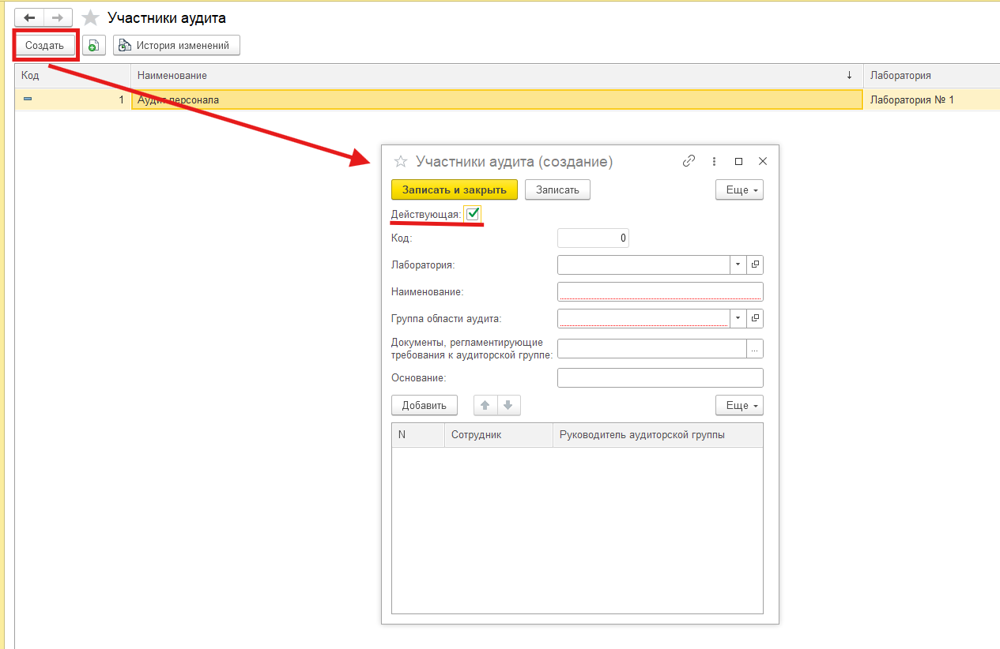 Участники аудита
Создать
История изменений
Код Наименование ↓ Лаборатория
1 Аудит персонала Лаборатория № 1
Участники аудита (создание)
Записать и закрыть Записать Еще
Действующая:
Код: 0
Лаборатория:
Наименование:
Группа области аудита:
Документы, регламентирующие
требования к аудиторской группе: ...
Основание:
Добавить Еще
N Сотрудник Руководитель аудиторской группы